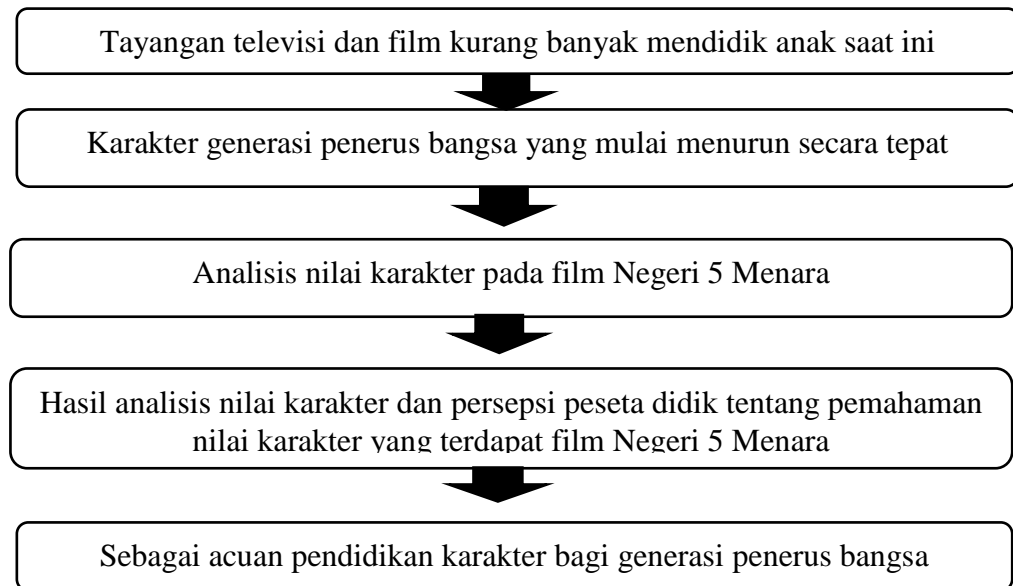 Tayangan televisi dan film kurang banyak mendidik anak saat ini
Karakter generasi penerus bangsa yang mulai menurun secara tepat
Analisis nilai karakter pada film Negeri 5 Menara
Hasil analisis nilai karakter dan persepsi peseta didik tentang pemahaman
nilai karakter yang terdapat film Negeri 5 Menara
Sebagai acuan pendidikan karakter bagi generasi penerus bangsa